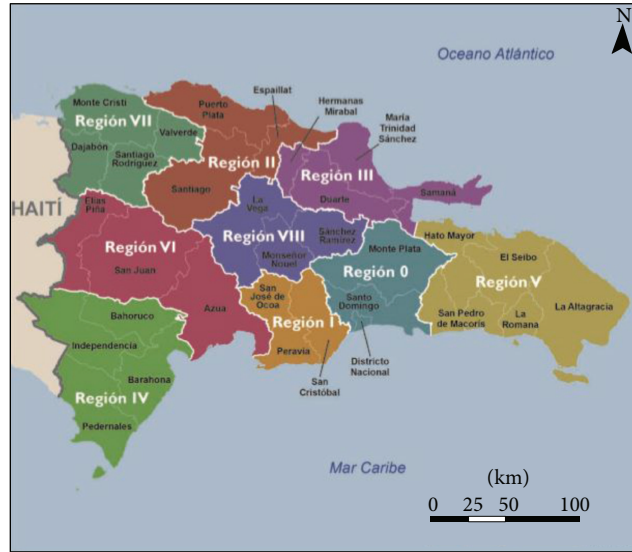 N
Oceano Atlántico
Espaillat
Hermanas
Mirabal
María
Trinidad
Sánchez
Monte Cristi
Puerto
Plata
Región VII
Valverde
Dajabón
Santiago
Rodríguez
Región II
Región III
Santiago
Samaná
HAITÍ
Elías
Piña
La
Vega
Duarte
Región VI
Región VIII
Sánchez
Ramírez
Monte Plata
Hato Mayor
San Juan
Monseñor
Nouel
Región 0
El Seibo
Región V
San
José de
Ocoa
Santo
Domingo
La Altagracia
Azua
Región I
San Pedro
de Macorís
La
Romana
Bahoruco
Independencia
Peravia
Districto
Nacional
San
Cristóbal
Barahona
Región IV
Pedernales
Mar Caribe
(km)
0 25 50 100